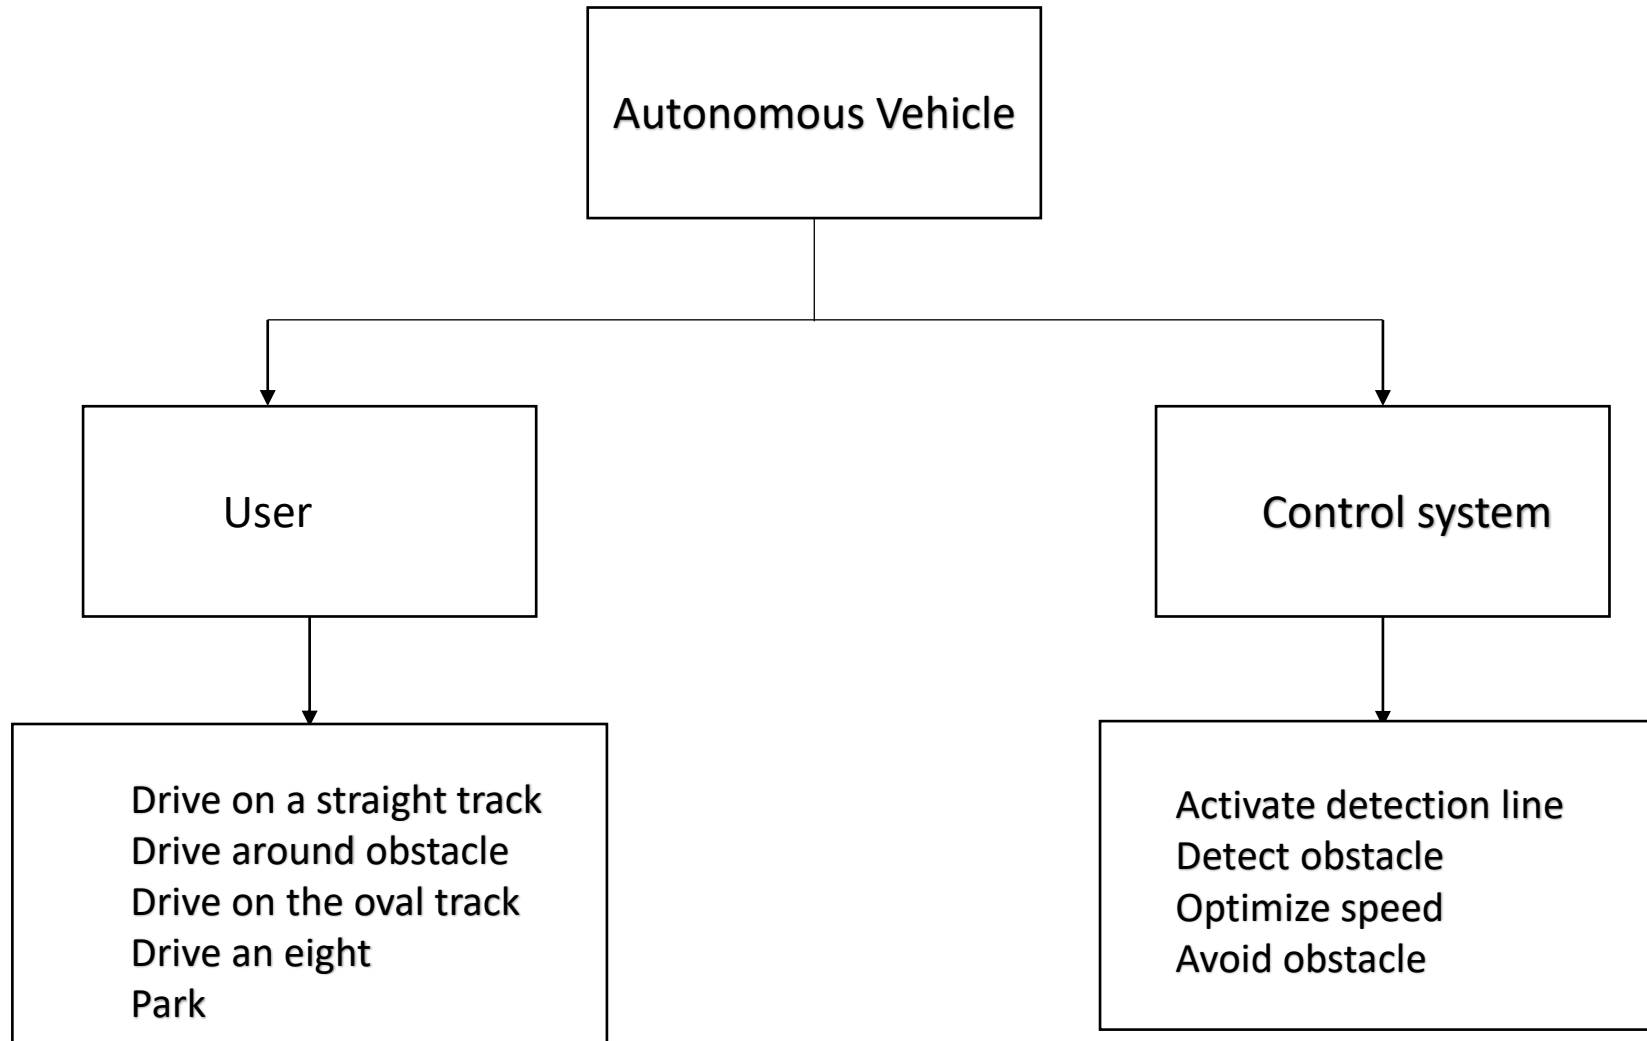 Autonomous Vehicle
User
Control system
Drive on a straight track
Drive around obstacle
Drive on the oval track
Drive an eight
Park
Activate detection line
Detect obstacle
Optimize speed
Avoid obstacle